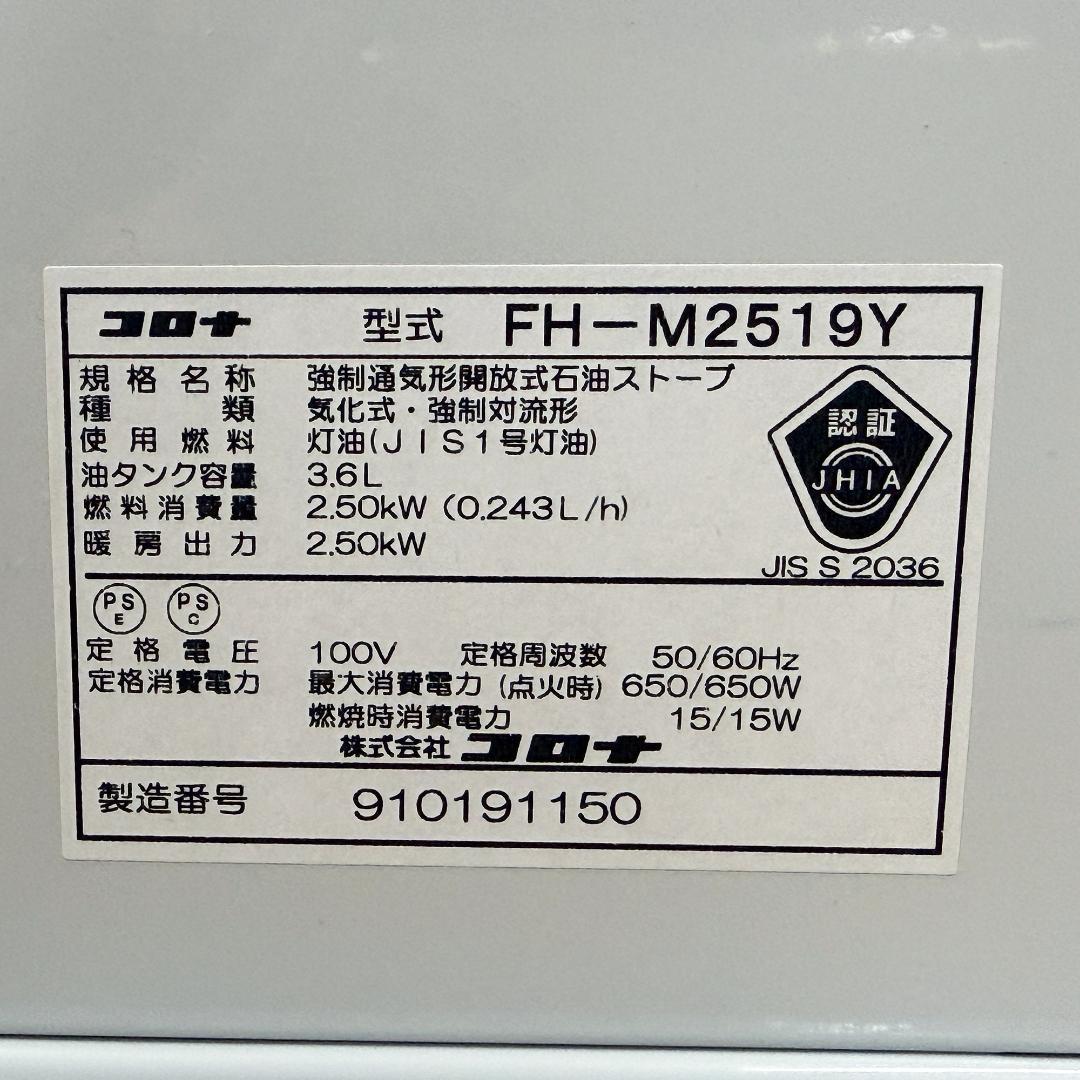 コロナ 型式 FH-M2519Y
規格名称 強制通気形開放式石油ストーブ
種類 気化式・強制対流形
使用燃料 灯油(JIS1号灯油)
油タンク容量 3.6L
燃料消費量 2.50kW (0.243L/h)
暖房出力 2.50kW
認証
JHIA
JIS S 2036
PS E PS C
定格電圧 100V 定格周波数 50/60Hz
定格消費電力 最大消費電力 (点火時) 650/650W
燃焼時消費電力 15/15W
株式会社 コロナ
製造番号 910191150